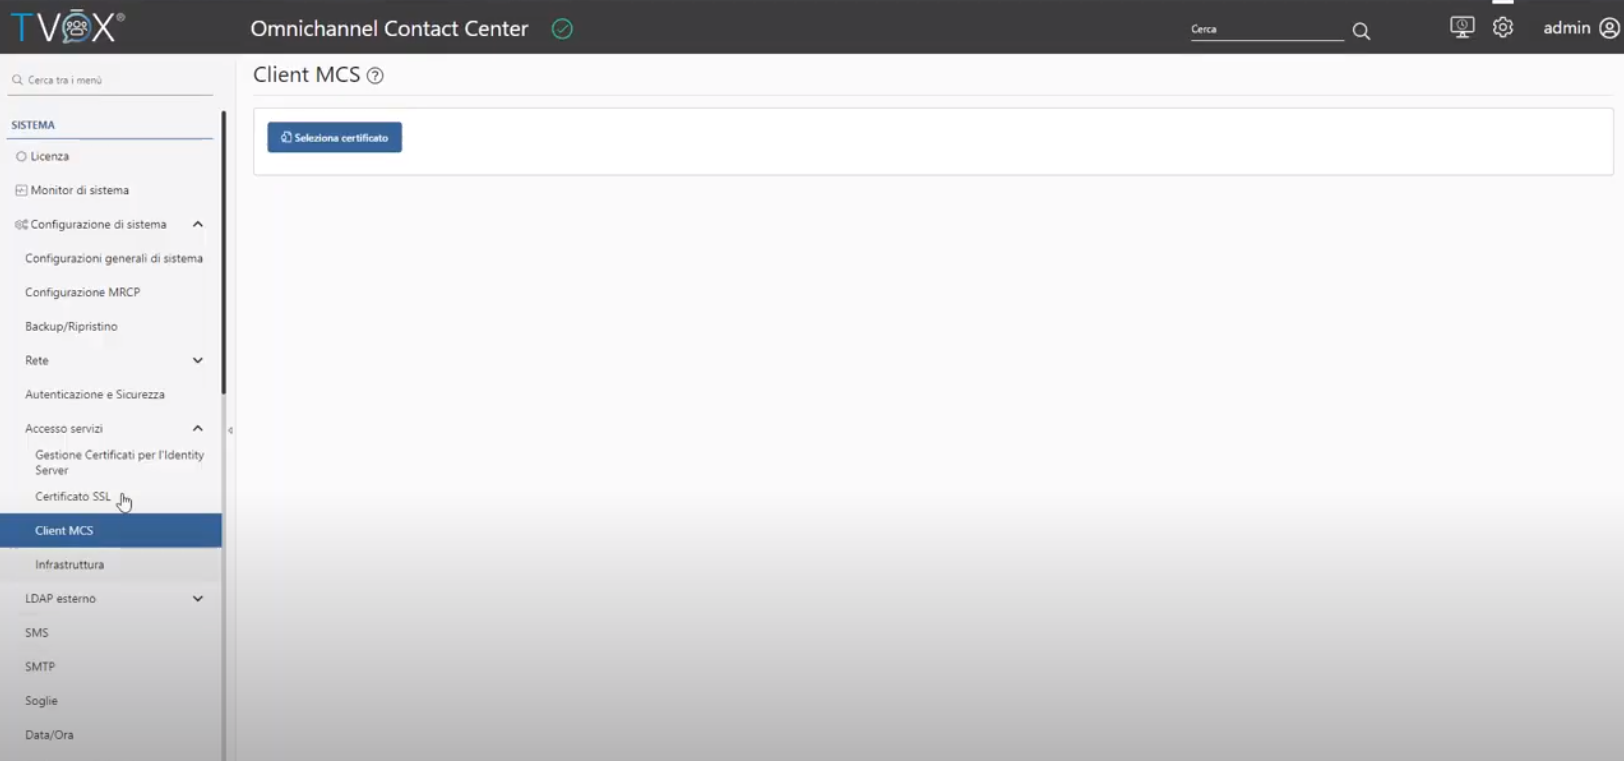 TVOX®
Omnichannel Contact Center
Cerca
admin
Cerca tra i menù
Client MCS
?
Seleziona certificato
SISTEMA
Licenza
Monitor di sistema
Configurazione di sistema
Configurazioni generali di sistema
Configurazione MRCP
Backup/Ripristino
Rete
Autenticazione e Sicurezza
Accesso servizi
Gestione Certificati per l'Identity
Server
Certificato SSL
Client MCS
Infrastruttura
LDAP esterno
SMS
SMTP
Soglie
Data/Ora